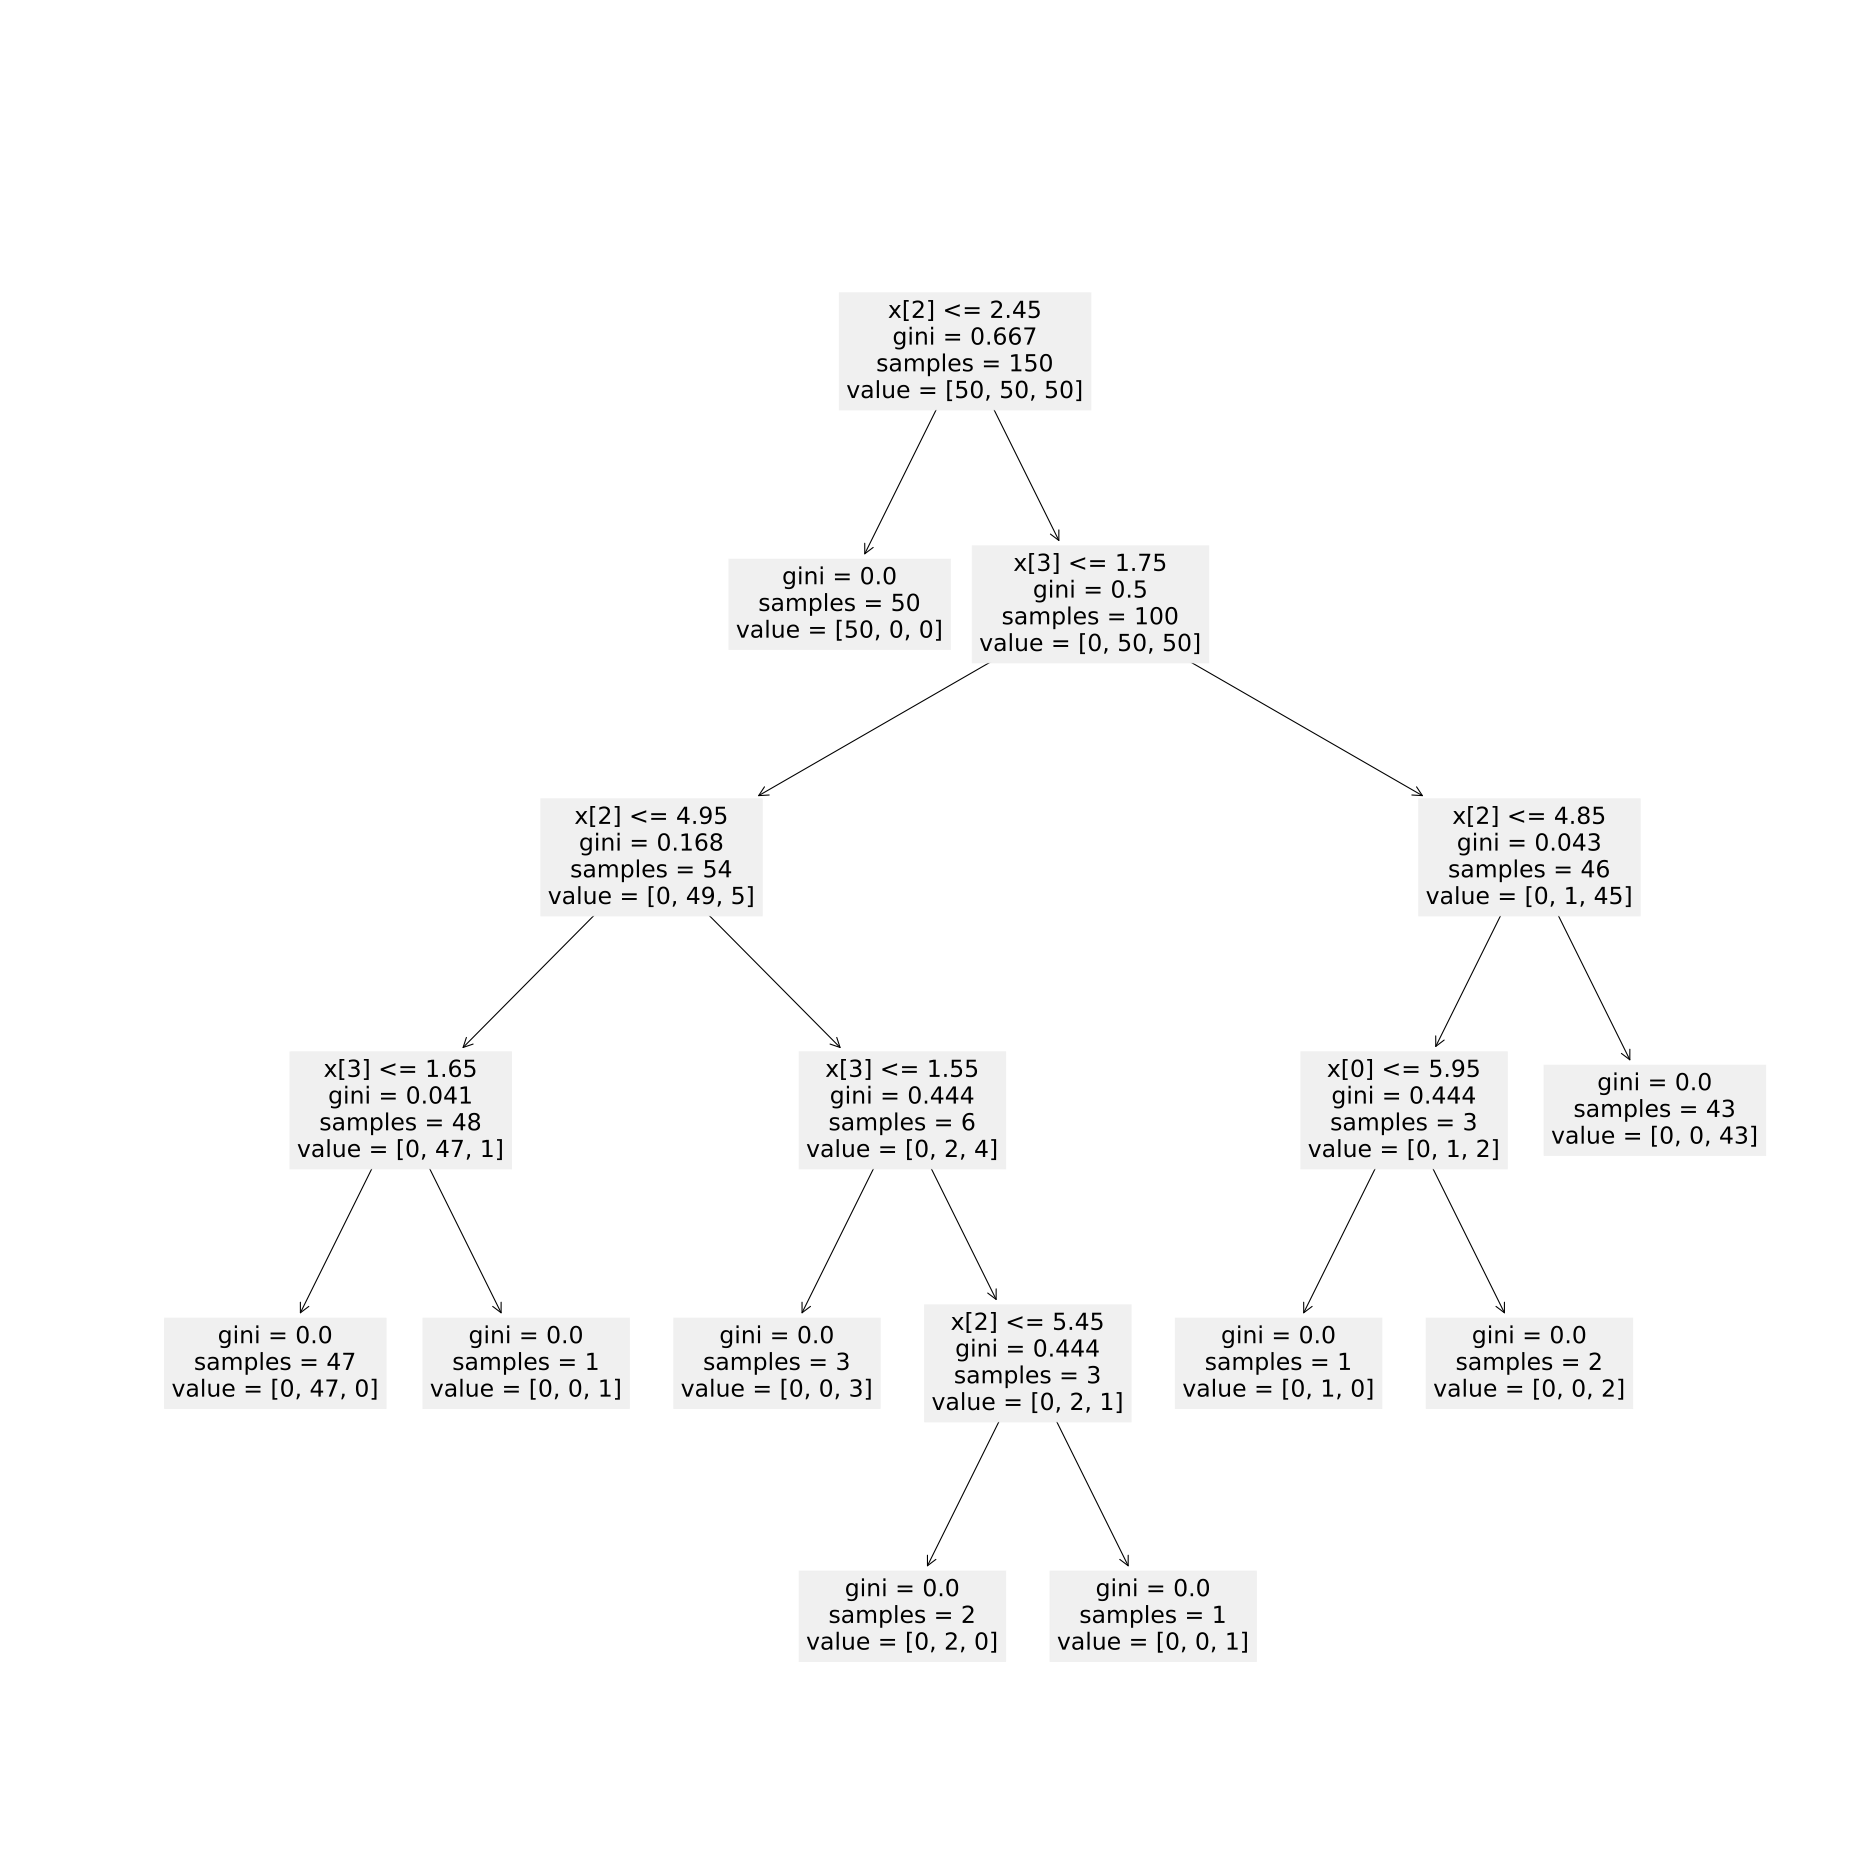 x[2] <= 2.45
gini = 0.667
samples = 150
value = [50, 50, 50]
gini = 0.0
samples = 50
value = [50, 0, 0]
x[3] <= 1.75
gini = 0.5
samples = 100
value = [0, 50, 50]
x[2] <= 4.95
gini = 0.168
samples = 54
value = [0, 49, 5]
x[2] <= 4.85
gini = 0.043
samples = 46
value = [0, 1, 45]
x[3] <= 1.65
gini = 0.041
samples = 48
value = [0, 47, 1]
x[3] <= 1.55
gini = 0.444
samples = 6
value = [0, 2, 4]
x[0] <= 5.95
gini = 0.444
samples = 3
value = [0, 1, 2]
gini = 0.0
samples = 43
value = [0, 0, 43]
gini = 0.0
samples = 47
value = [0, 47, 0]
gini = 0.0
samples = 1
value = [0, 0, 1]
gini = 0.0
samples = 3
value = [0, 0, 3]
x[2] <= 5.45
gini = 0.444
samples = 3
value = [0, 2, 1]
gini = 0.0
samples = 1
value = [0, 1, 0]
gini = 0.0
samples = 2
value = [0, 0, 2]
gini = 0.0
samples = 2
value = [0, 2, 0]
gini = 0.0
samples = 1
value = [0, 0, 1]